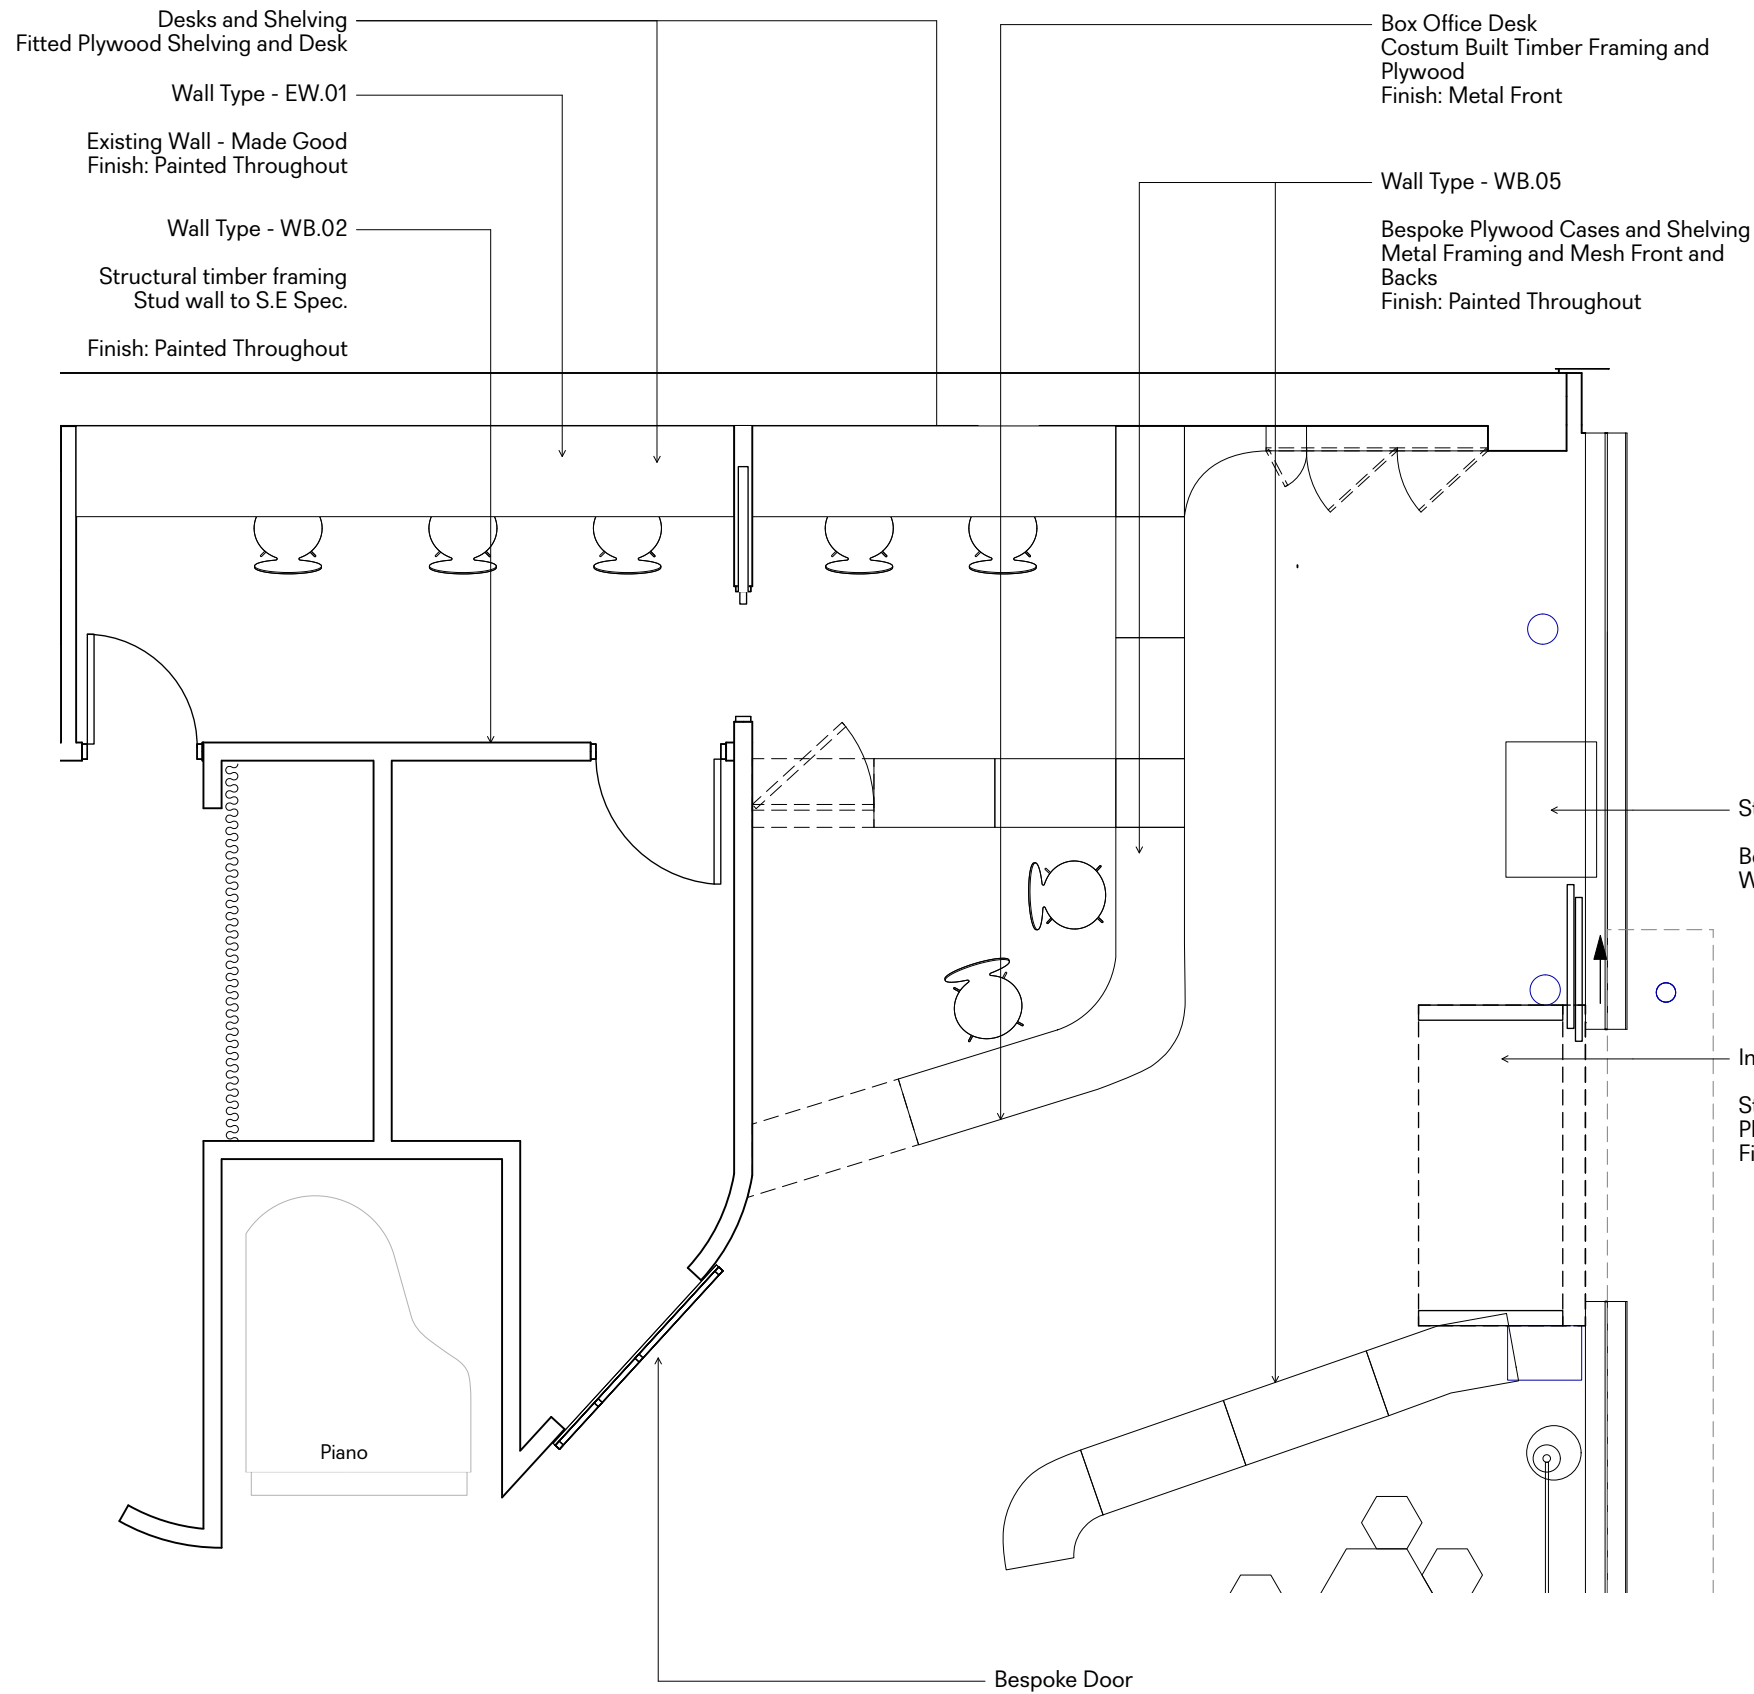 Desks and Shelving
Fitted Plywood Shelving and Desk
Wall Type - EW.01
Existing Wall - Made Good
Finish: Painted Throughout
Wall Type - WB.02
Structural timber framing
Stud wall to S.E Spec.
Finish: Painted Throughout
Box Office Desk
Costum Built Timber Framing and
Plywood
Finish: Metal Front
Wall Type - WB.05
Bespoke Plywood Cases and Shelving
Metal Framing and Mesh Front and
Backs
Finish: Painted Throughout
Piano
Bespoke Door